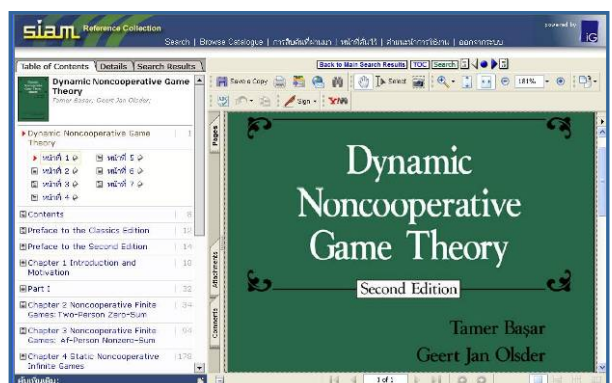 siam. Reference Collection
powered by
iG
Search | Browse Catalogue | การสืบค้นที่ผ่านมา | หน้าที่คั่นไว้ | คำแนะนำการใช้งาน | ออกจากระบบ
Table of Contents Details Search Results
Back to Main Search Results TOC Search
Dynamic Noncooperative Game
Theory
Tamer Başar; Geert Jan Olsder;
Save a Copy Select 181%
Sign Y!
Dynamic Noncooperative Game 1
Theory
หน้าที่ 1 หน้าที่ 5
หน้าที่ 2 หน้าที่ 6
หน้าที่ 3 หน้าที่ 7
หน้าที่ 4
Contents 8
Preface to the Classics Edition 12
Preface to the Second Edition 14
Chapter 1 Introduction and
Motivation
Part I 32
Chapter 2 Noncooperative Finite
Games: Two-Person Zero-Sum
Chapter 3 Noncooperative Finite
Games: Af-Person Nonzero-Sum
Chapter 4 Static Noncooperative 178
Infinite Games
Pages
Attachments
Comments
Dynamic
Noncooperative
Game Theory
Second Edition
Tamer Başar
Geert Jan Olsder
1 of 1